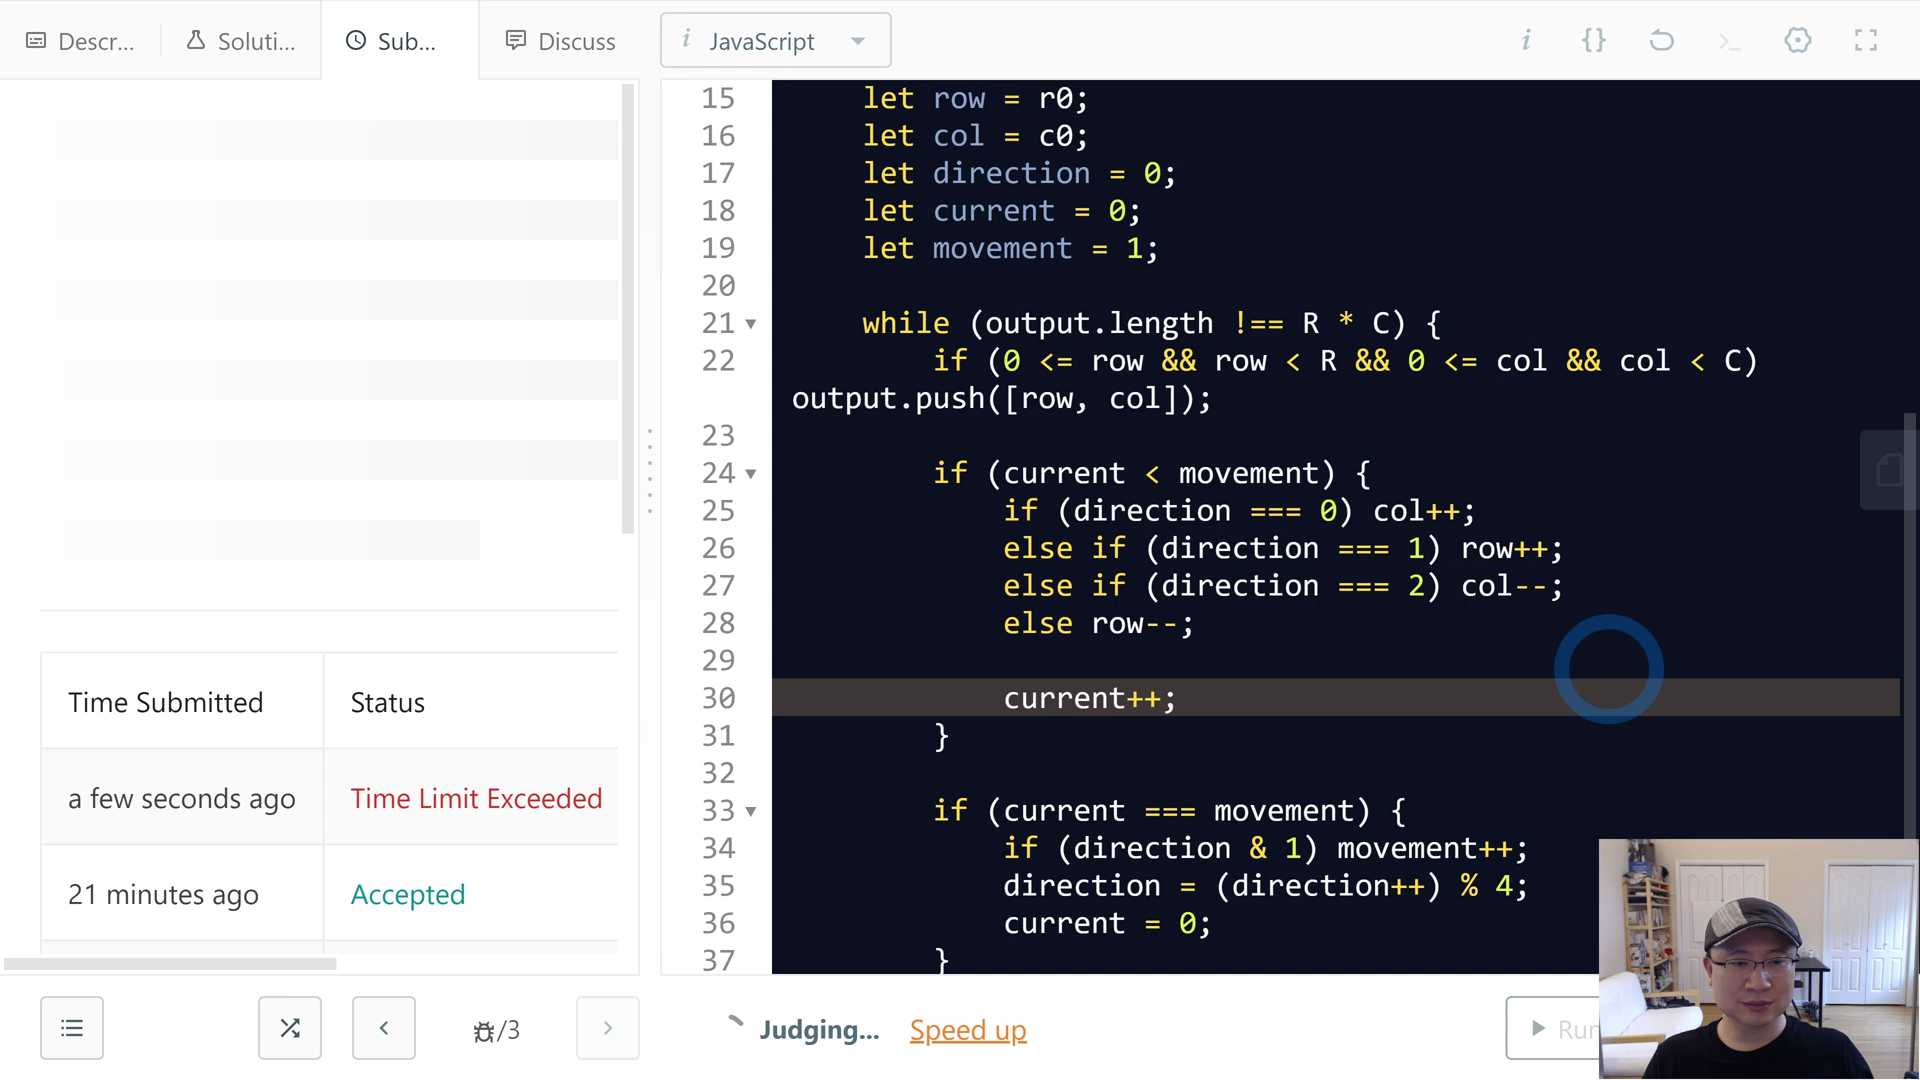 Descr...
Soluti...
Sub...
Discuss
i JavaScript
i {} >_
15 let row = r0;
16 let col = c0;
17 let direction = 0;
18 let current = 0;
19 let movement = 1;
20
21 while (output.length !== R * C) {
22 if (0 <= row && row < R && 0 <= col && col < C)
output.push([row, col]);
23
24 if (current < movement) {
25 if (direction === 0) col++;
26 else if (direction === 1) row++;
27 else if (direction === 2) col--;
28 else row--;
29
30 current++;
31 }
32
33 if (current === movement) {
34 if (direction & 1) movement++;
35 direction = (direction++) % 4;
36 current = 0;
37 }
Time Submitted Status
a few seconds ago Time Limit Exceeded
21 minutes ago Accepted
/3
Judging... Speed up
Run